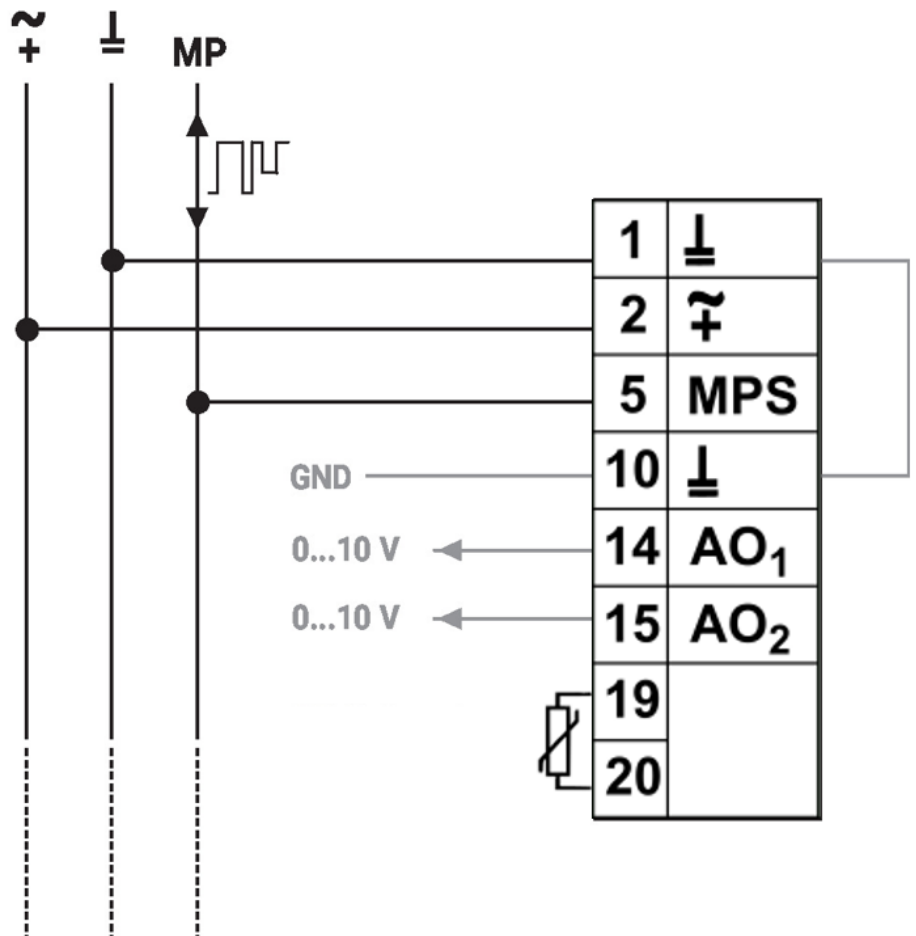 ~
+ ⊥ MP
1 ⊥
2 ~
+
5 MPS
GND 10 ⊥
0...10 V 14 AO₁
0...10 V 15 AO₂
19
20